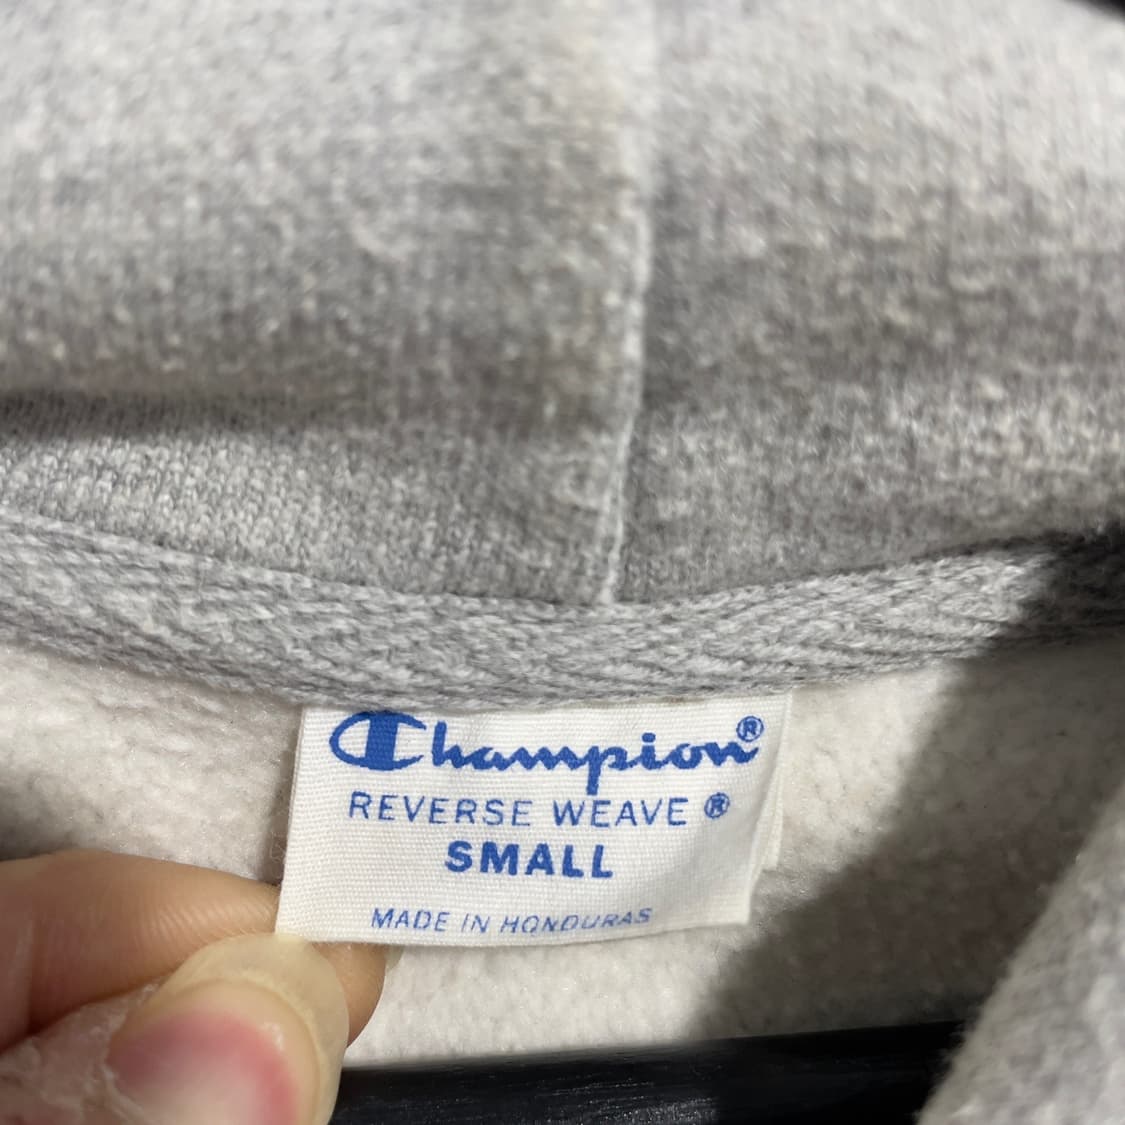 Champion®
REVERSE WEAVE ®
SMALL
MADE IN HONDURAS